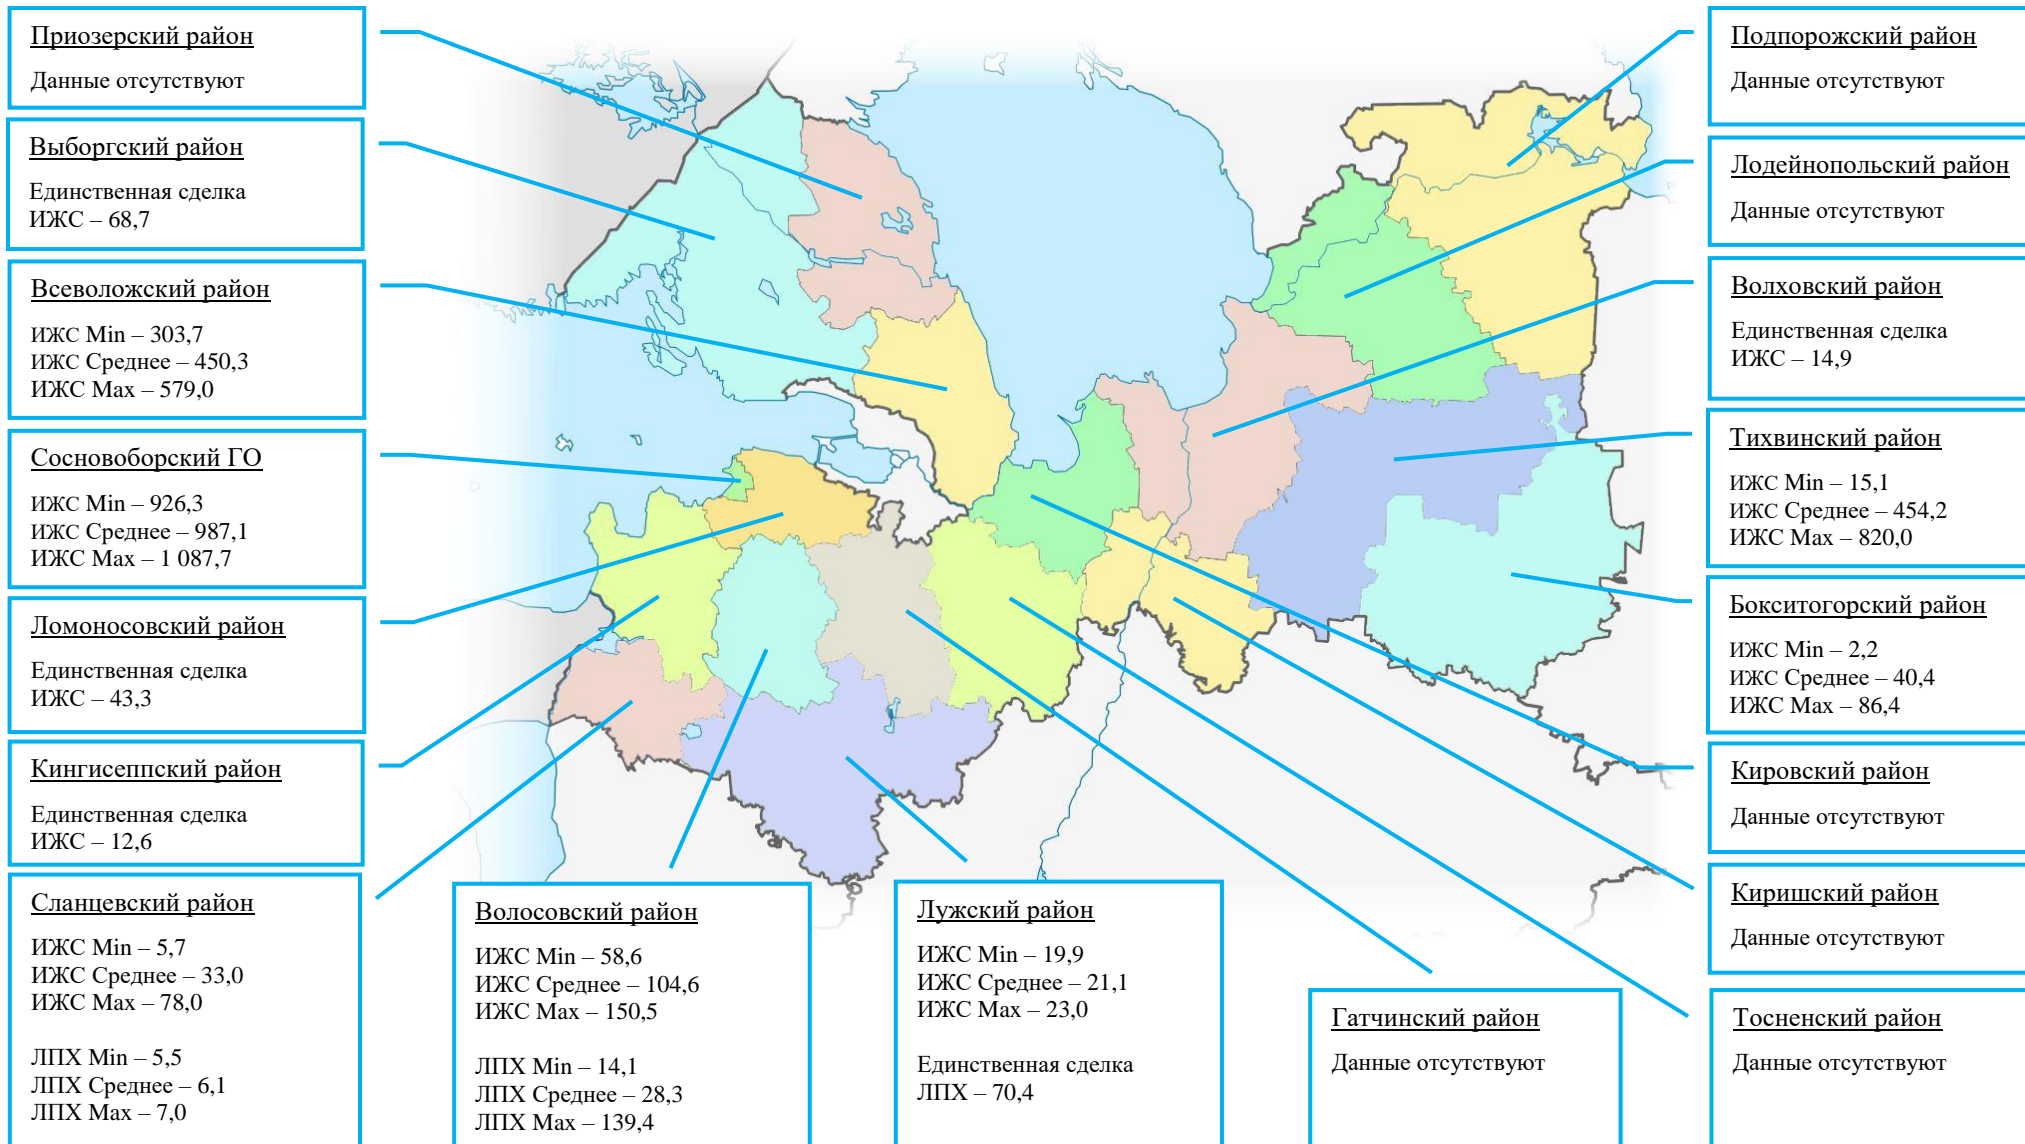 Приозерский район
Данные отсутствуют
Выборгский район
Единственная сделка
ИЖС – 68,7
Всеволожский район
ИЖС Min – 303,7
ИЖС Среднее – 450,3
ИЖС Max – 579,0
Сосновоборский ГО
ИЖС Min – 926,3
ИЖС Среднее – 987,1
ИЖС Max – 1 087,7
Ломоносовский район
Единственная сделка
ИЖС – 43,3
Кингисеппский район
Единственная сделка
ИЖС – 12,6
Сланцевский район
ИЖС Min – 5,7
ИЖС Среднее – 33,0
ИЖС Max – 78,0
ЛПХ Min – 5,5
ЛПХ Среднее – 6,1
ЛПХ Max – 7,0
Волосовский район
ИЖС Min – 58,6
ИЖС Среднее – 104,6
ИЖС Max – 150,5
ЛПХ Min – 14,1
ЛПХ Среднее – 28,3
ЛПХ Max – 139,4
Лужский район
ИЖС Min – 19,9
ИЖС Среднее – 21,1
ИЖС Max – 23,0
Единственная сделка
ЛПХ – 70,4
Гатчинский район
Данные отсутствуют
Подпорожский район
Данные отсутствуют
Лодейнопольский район
Данные отсутствуют
Волховский район
Единственная сделка
ИЖС – 14,9
Тихвинский район
ИЖС Min – 15,1
ИЖС Среднее – 454,2
ИЖС Max – 820,0
Бокситогорский район
ИЖС Min – 2,2
ИЖС Среднее – 40,4
ИЖС Max – 86,4
Кировский район
Данные отсутствуют
Киришский район
Данные отсутствуют
Тосненский район
Данные отсутствуют